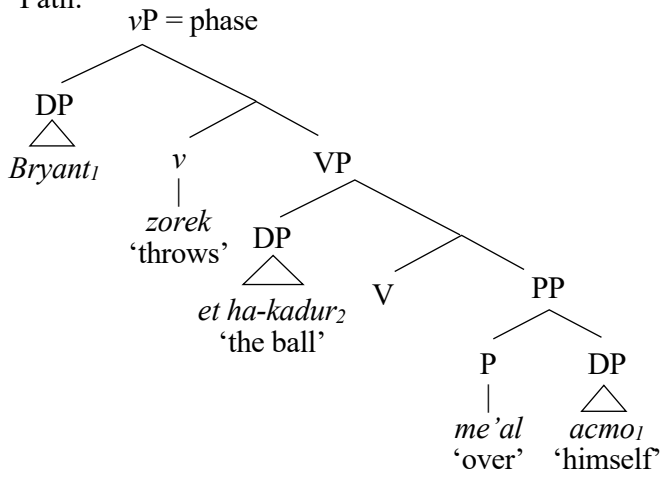 Path:
vP = phase
DP
Bryant1
v
VP
zorek
'throws'
DP
V
PP
et ha-kadur2
'the ball'
P
DP
me'al
acmo1
'over'
'himself'